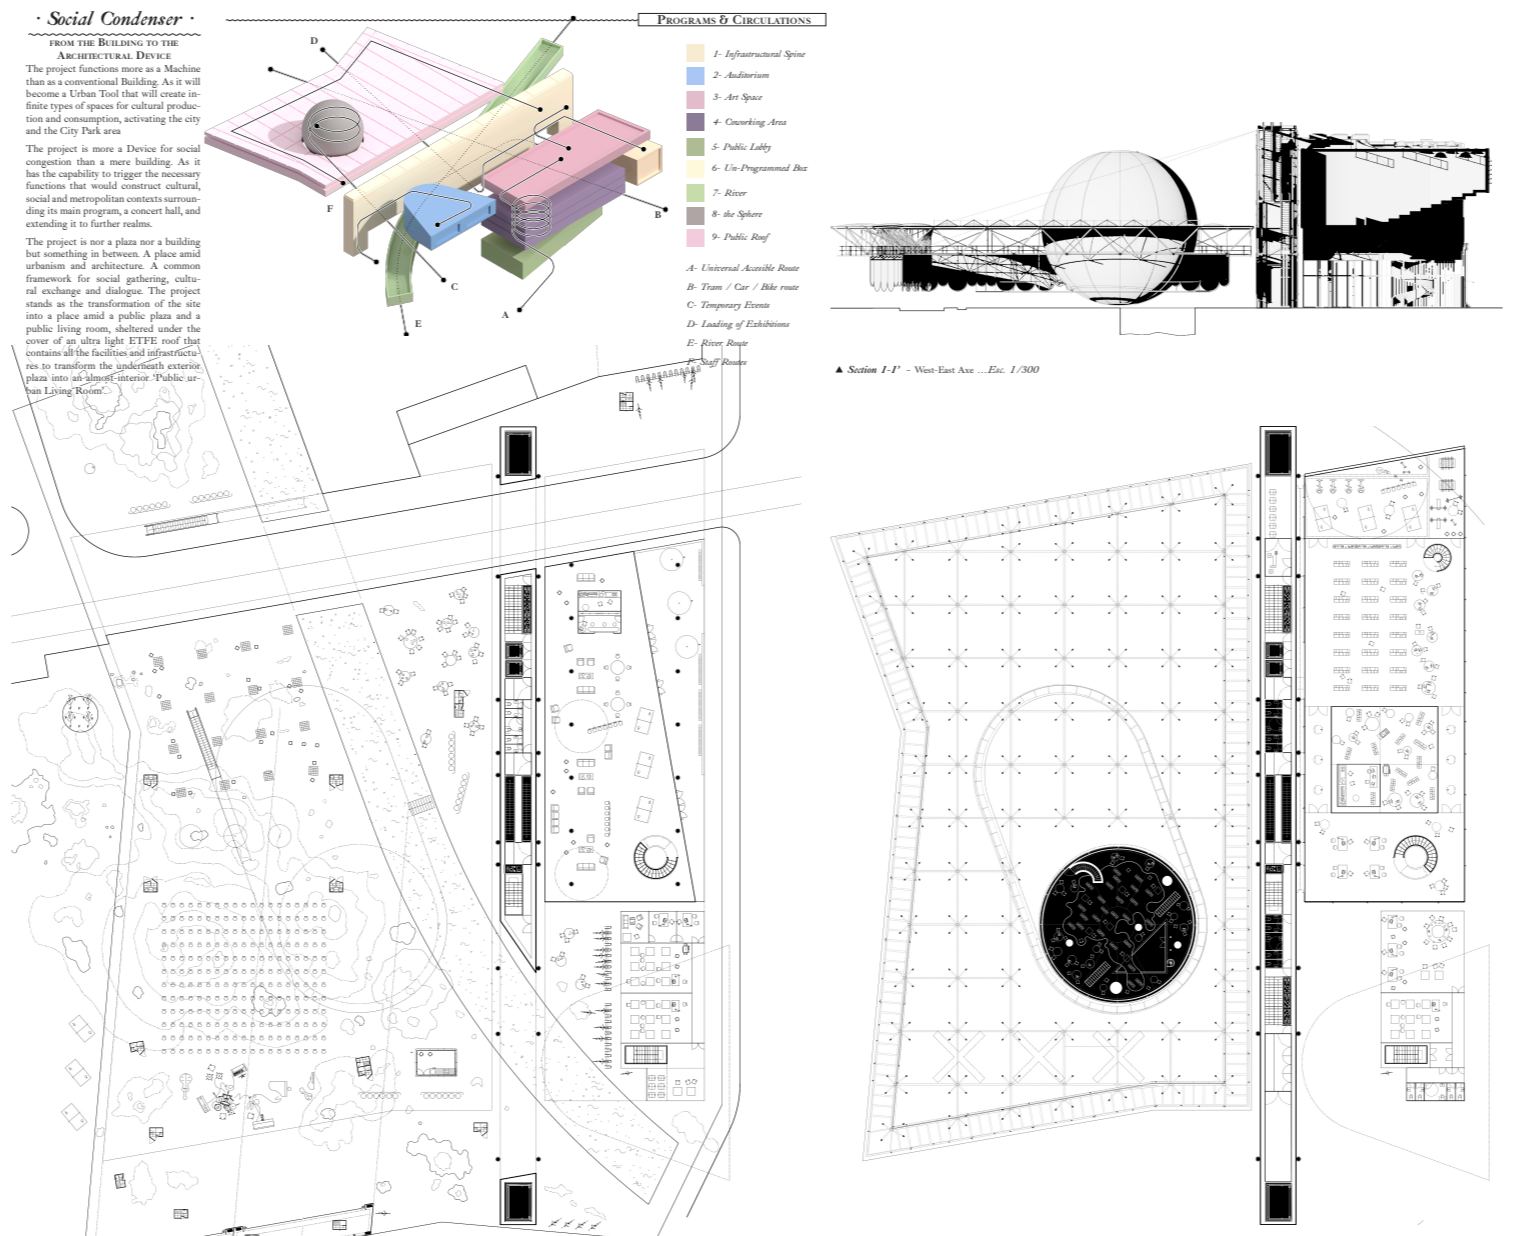 · Social Condenser ·
from the Building to the
Architectural Device
The project functions more as a Machine
than as a conventional Building. As it will
become a Urban Tool that will create in-
finite types of spaces for cultural produc-
tion and consumption, activating the city
and the City Park area
The project is more a Device for social
congestion than a mere building. As it
has the capability to trigger the necessary
functions that would construct cultural,
social and metropolitan contexts surroun-
ding its main program, a concert hall, and
extending it to further realms.
The project is nor a plaza nor a building
but something in between. A place amid
urbanism and architecture. A common
framework for social gathering, cultu-
ral exchange and dialogue. The project
stands as the transformation of the site
into a place amid a public plaza and a
public living room, sheltered under the
cover of an ultra light ETFE roof that
contains all the facilities and infrastructu-
res to transform the underneath exterior
plaza into an almost-interior 'Public ur-
ban Living Room'.
Programs & Circulations
D
F
B
C
A
E
1- Infrastructural Spine
2- Auditorium
3- Art Space
4- Coworking Area
5- Public Lobby
6- Un-Programmed Box
7- River
8- the Sphere
9- Public Roof
A- Universal Accesible Route
B- Tram / Car / Bike route
C- Temporary Events
D- Loading of Exhibitions
E- River Route
F- Staff Routes
▲ Section I-I' - West-East Axe ...Esc. 1/300